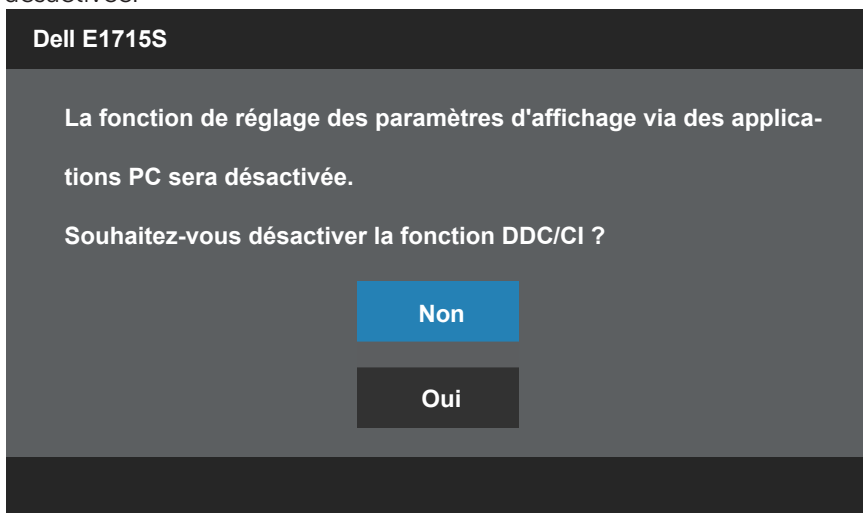 Dell E1715S
La fonction de réglage des paramètres d'affichage via des applica-
tions PC sera désactivée.
Souhaitez-vous désactiver la fonction DDC/CI ?
Non
Oui